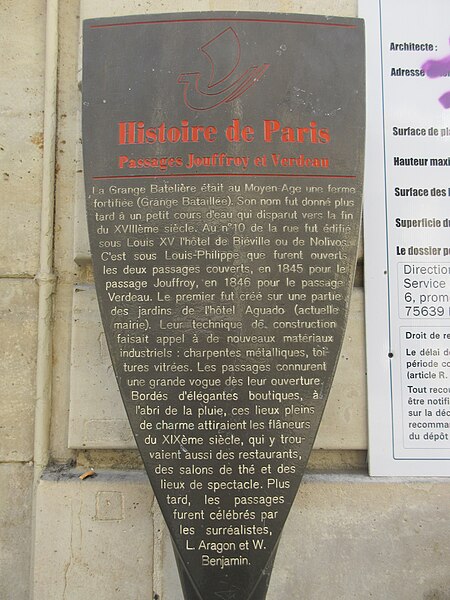 Histoire de Paris
Passages Jouffroy et Verdeau
La Grange Batelière était au Moyen-Age une ferme
fortifiée (Grange Bataillée). Son nom fut donné plus
tard à un petit cours d'eau qui disparut vers la fin
du XVIIIème siècle. Au n°10 de la rue fut édifié
sous Louis XV l'hôtel de Biéville ou de Nolivos.
C'est sous Louis-Philippe que furent ouverts
les deux passages couverts, en 1845 pour le
passage Jouffroy, en 1846 pour le passage
Verdeau. Le premier fut créé sur une partie
des jardins de l'hôtel Aguado (actuelle
mairie). Leur technique de construction
faisait appel à de nouveaux matériaux
industriels : charpentes métalliques, toi-
tures vitrées. Les passages connurent
une grande vogue dès leur ouverture.
Bordés d'élégantes boutiques, à
l'abri de la pluie, ces lieux pleins
de charme attiraient les flâneurs
du XIXème siècle, qui y trou-
vaient aussi des restaurants,
des salons de thé et des
lieux de spectacle. Plus
tard, les passages
furent célébrés par
les surréalistes,
L. Aragon et W.
Benjamin.
Architecte :
Adresse
Surface de pl
Hauteur maxi
Surface des
Superficie d
Le dossier p
Direction
Service
6, prom
75639
Droit de re
Le délai de
période co
(article R.
Tout recou
être notifi
sur la déc
recomman
du dépôt